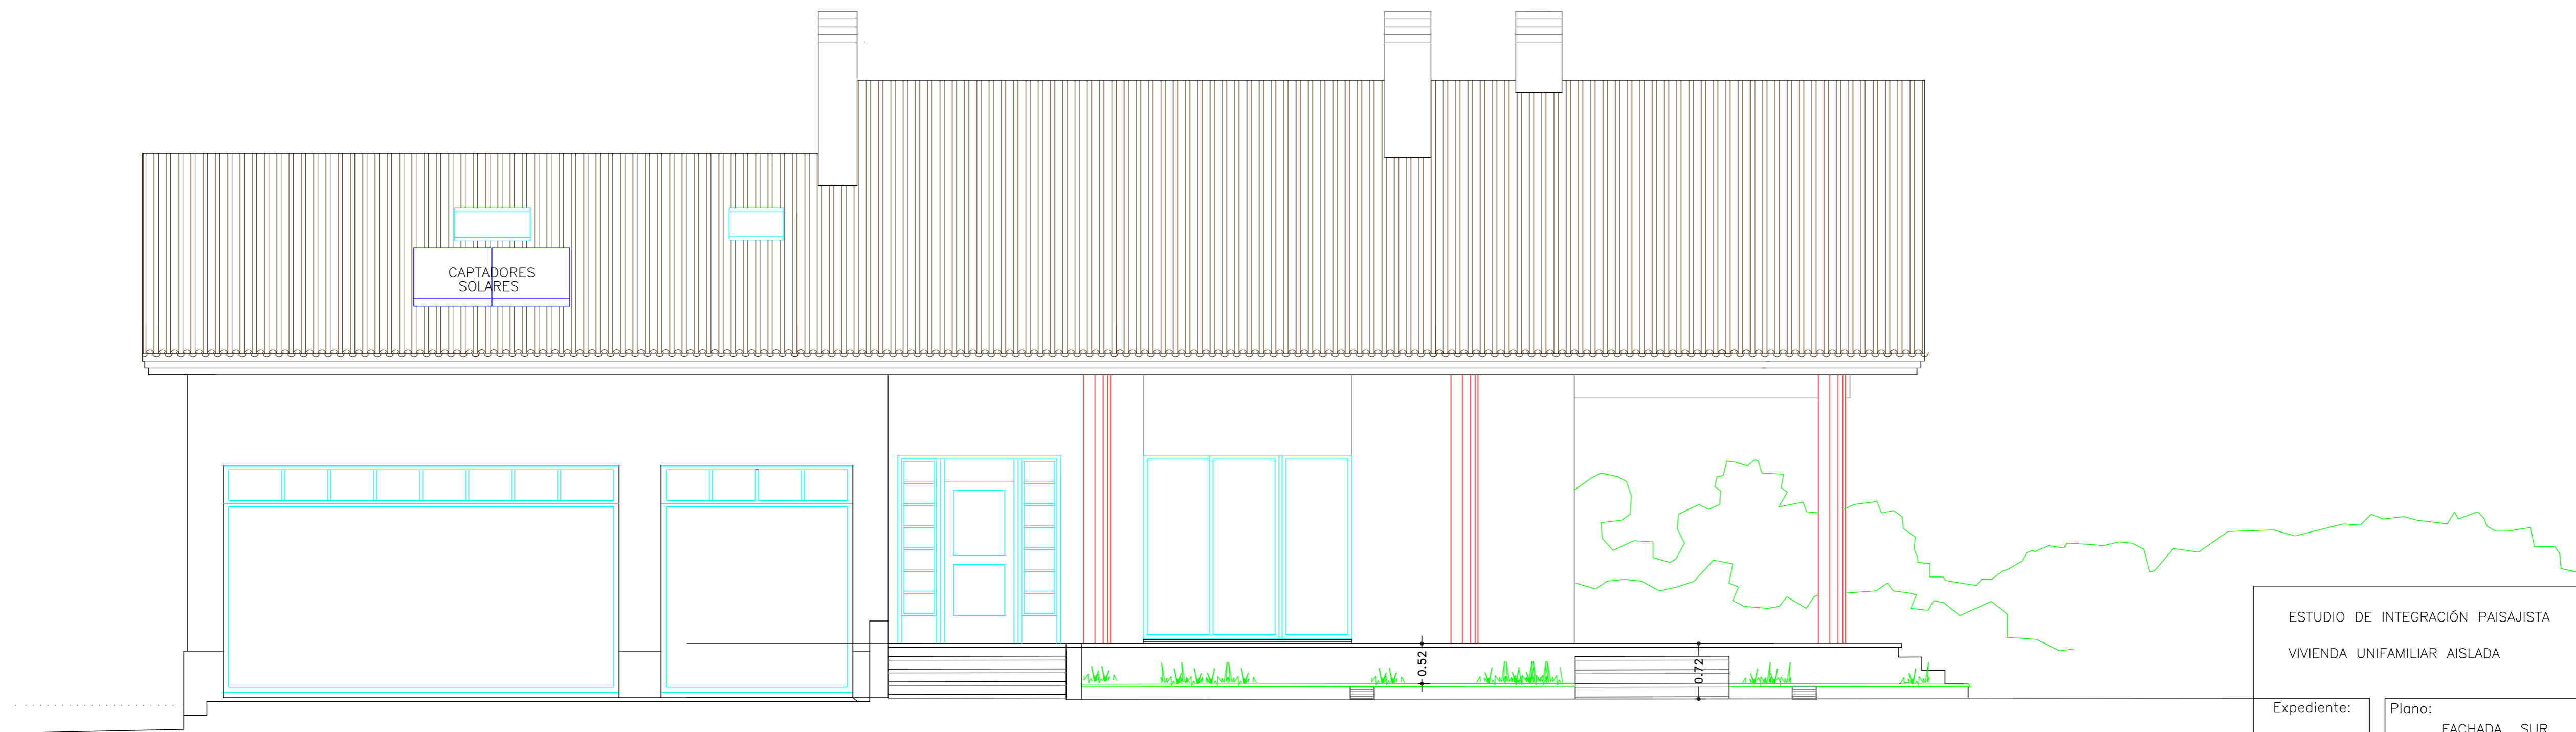 CAPTADORES
SOLARES
0.52
0.72
ESTUDIO DE INTEGRACIÓN PAISAJISTA
VIVIENDA UNIFAMILIAR AISLADA
Expediente:
Plano:
FACHADA SUR